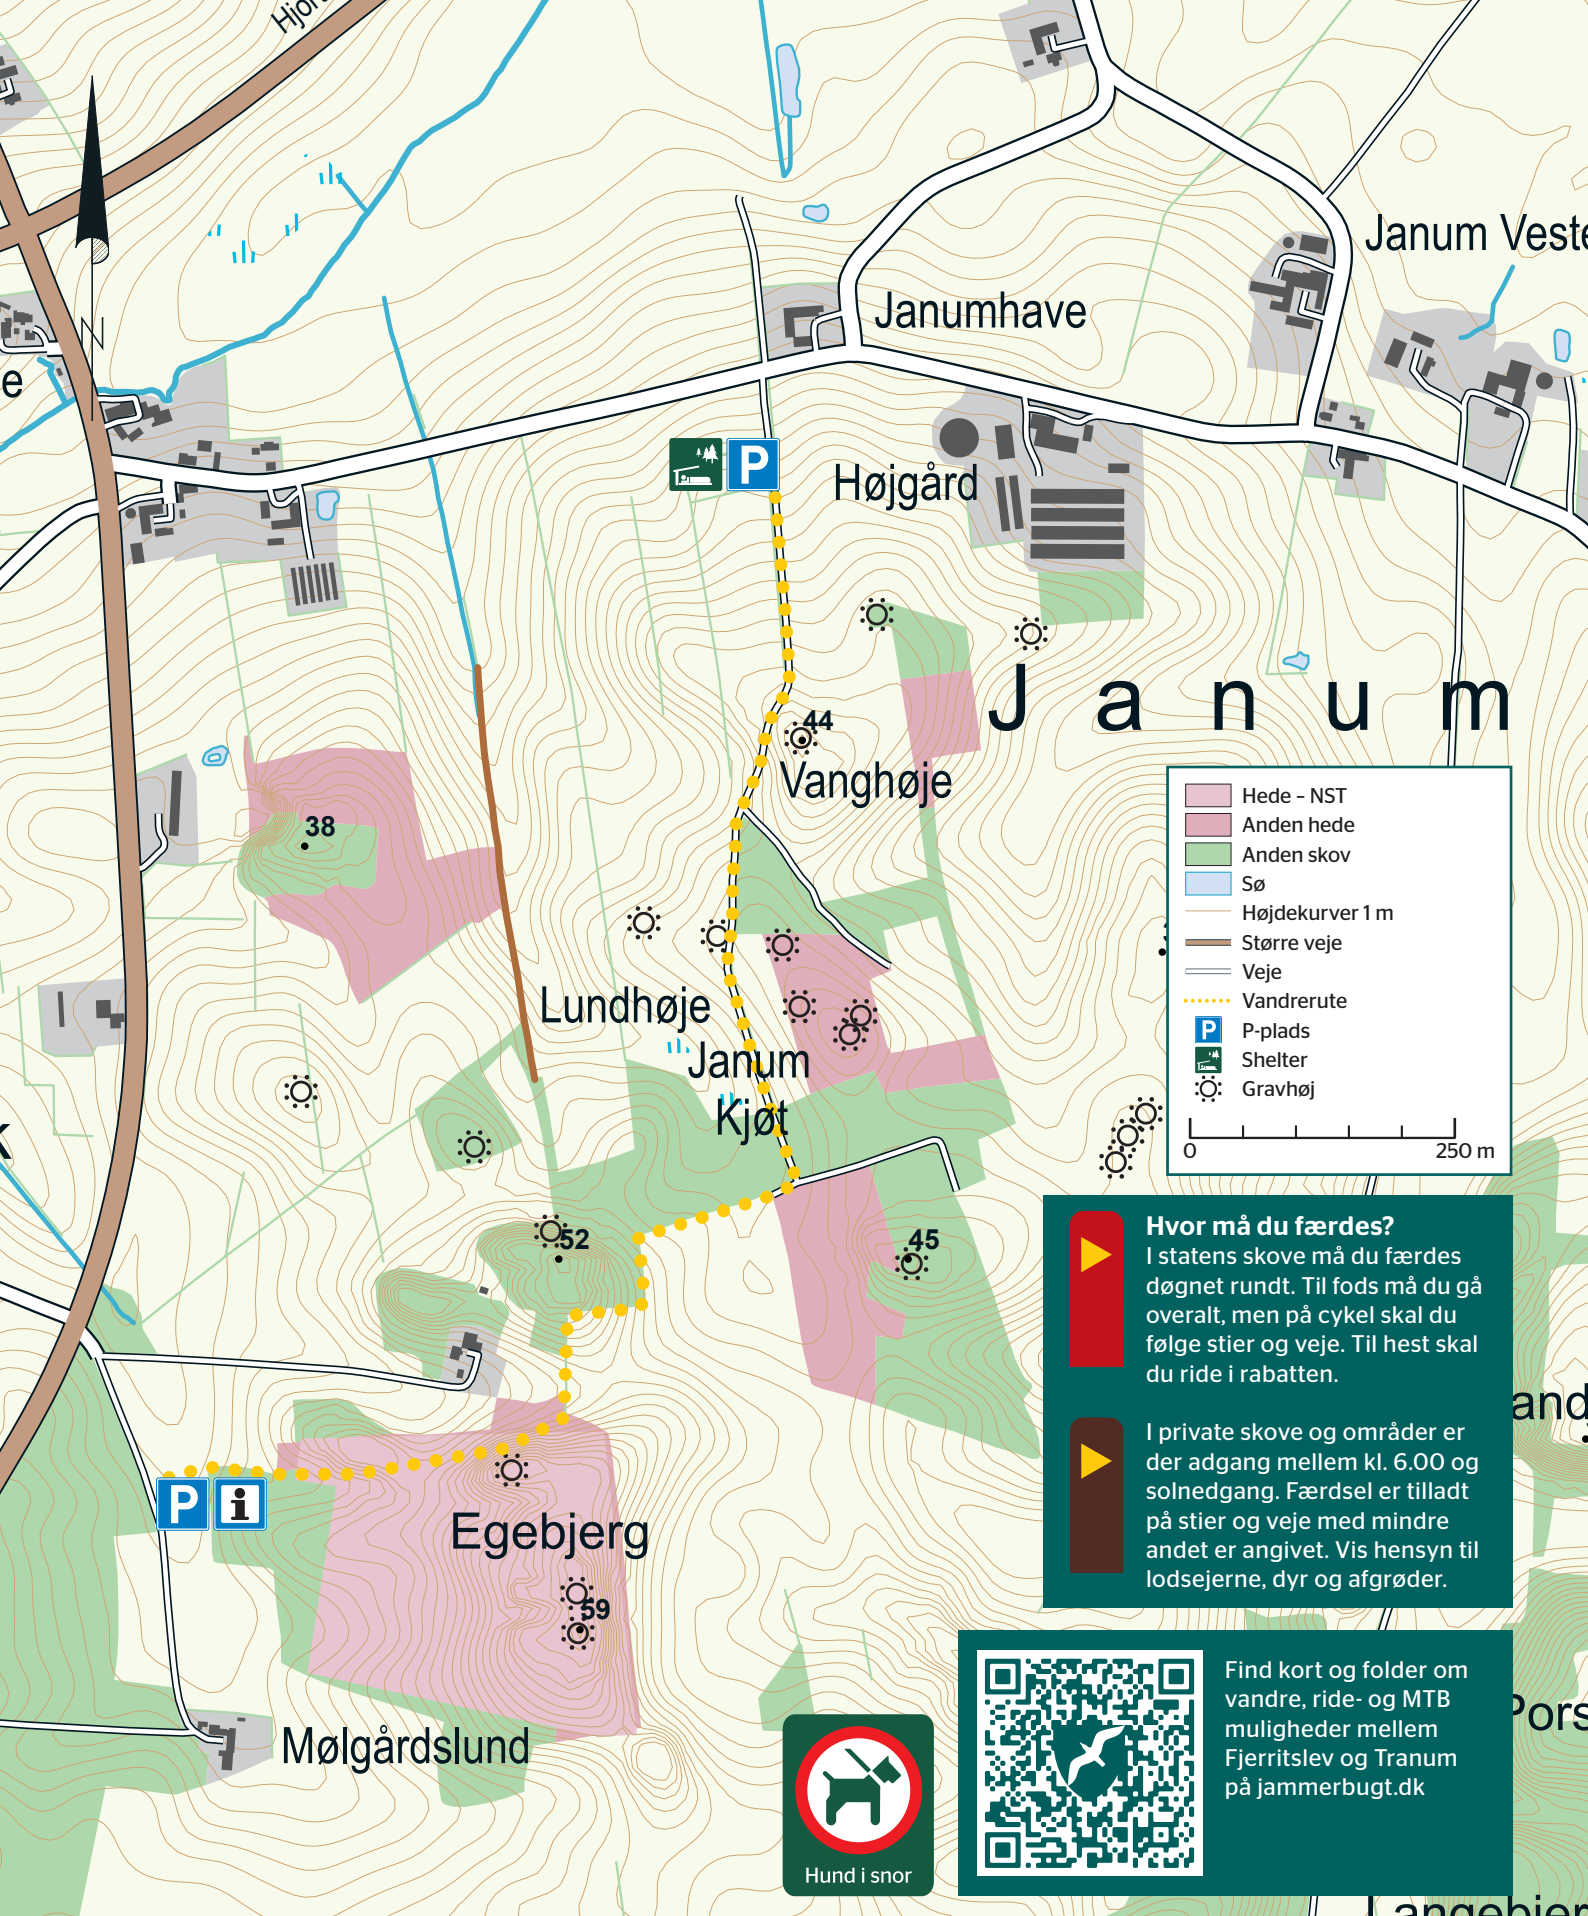 N
Janum
Janumhave
Højgård
J a n u m
44
Vanghøje
38
Lundhøje
Janum
Kjøt
52
45
Egebjerg
59
Mølgårdslund
P
P
i
Hede – NST
Anden hede
Anden skov
Sø
Højdekurver 1 m
Større veje
Veje
Vandrerute
P
P-plads
Shelter
Gravhøj
0
250 m
Hvor må du færdes?
I statens skove må du færdes
døgnet rundt. Til fods må du gå
overalt, men på cykel skal du
følge stier og veje. Til hest skal
du ride i rabatten.
I private skove og områder er
der adgang mellem kl. 6.00 og
solnedgang. Færdsel er tilladt
på stier og veje med mindre
andet er angivet. Vis hensyn til
lodsejerne, dyr og afgrøder.
Find kort og folder om
vandre, ride- og MTB
muligheder mellem
Fjerritslev og Tranum
på jammerbugt.dk
Hund i snor